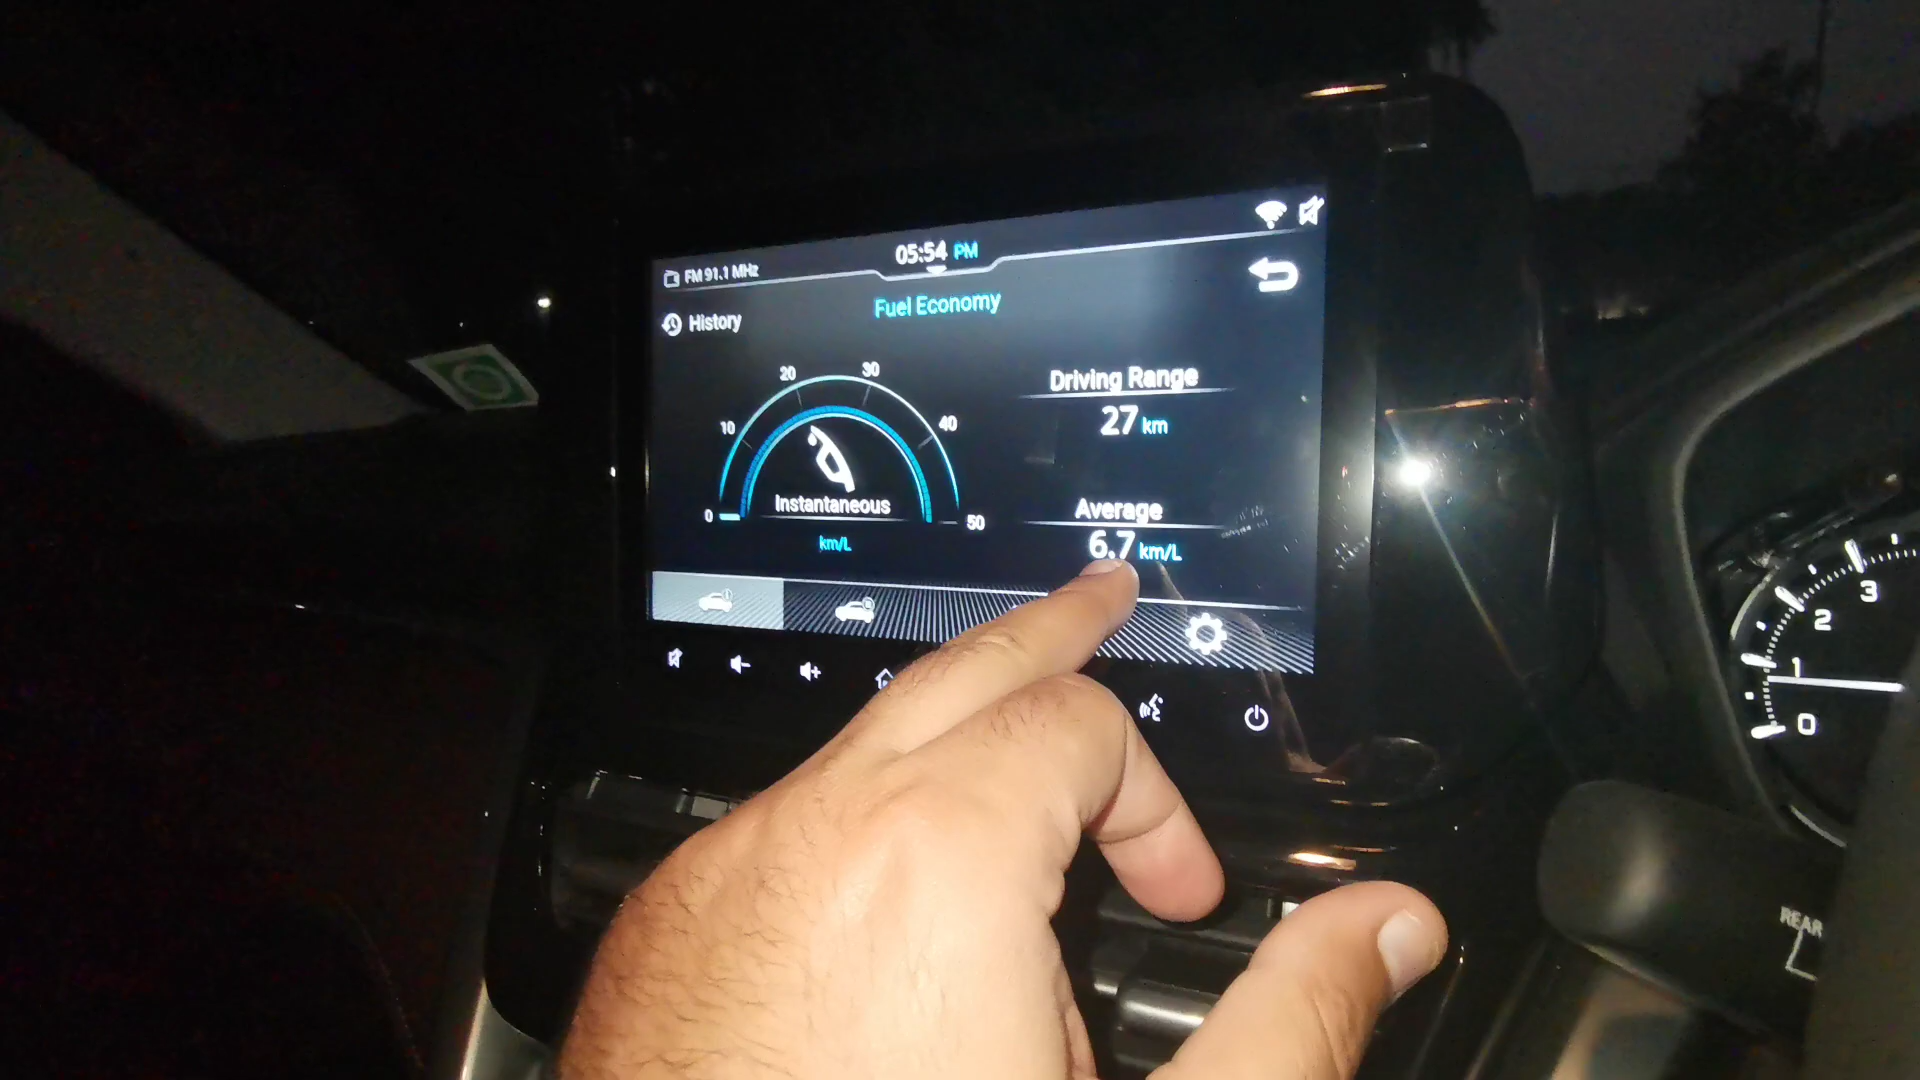 FM 91.1 MHz
05:54 PM
Fuel Economy
History
0
10
20
30
40
50
Instantaneous
km/L
Driving Range
27 km
Average
6.7 km/L
3
2
1
0
REAR